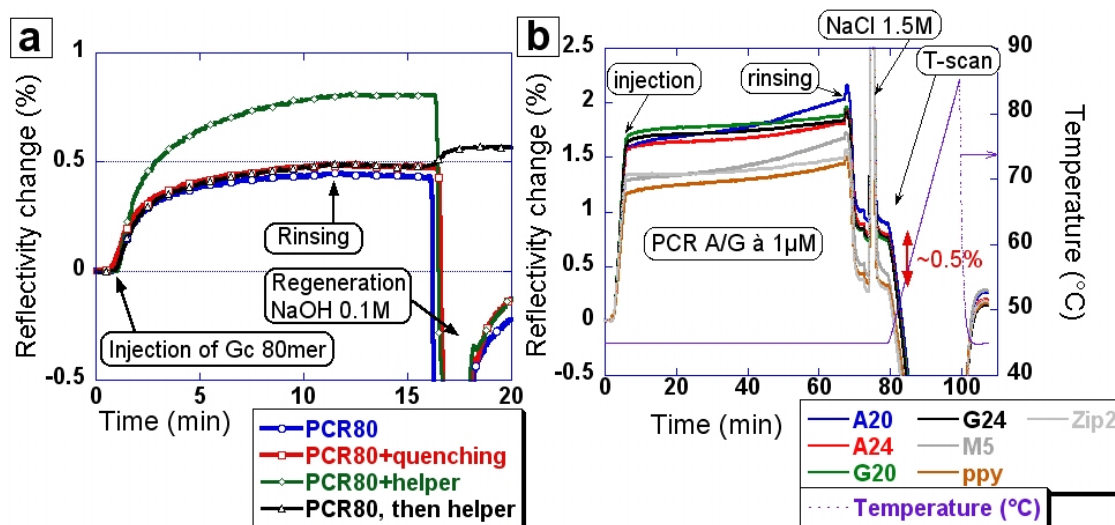 a
Reflectivity change (%)
1
0.5
0
-0.5
0
5
10
15
20
Time (min)
Rinsing
Regeneration
NaOH 0.1M
Injection of Gc 80mer
PCR80
PCR80+quenching
PCR80+helper
PCR80, then helper
b
Reflectivity change (%)
2.5
2
1.5
1
0.5
0
-0.5
0
20
40
60
80
100
Time (min)
NaCl 1.5M
injection
rinsing
T-scan
PCR A/G à 1µM
~0.5%
90
80
70
60
50
40
Temperature (°C)
A20
G24
Zip2
A24
M5
G20
ppy
Temperature (°C)